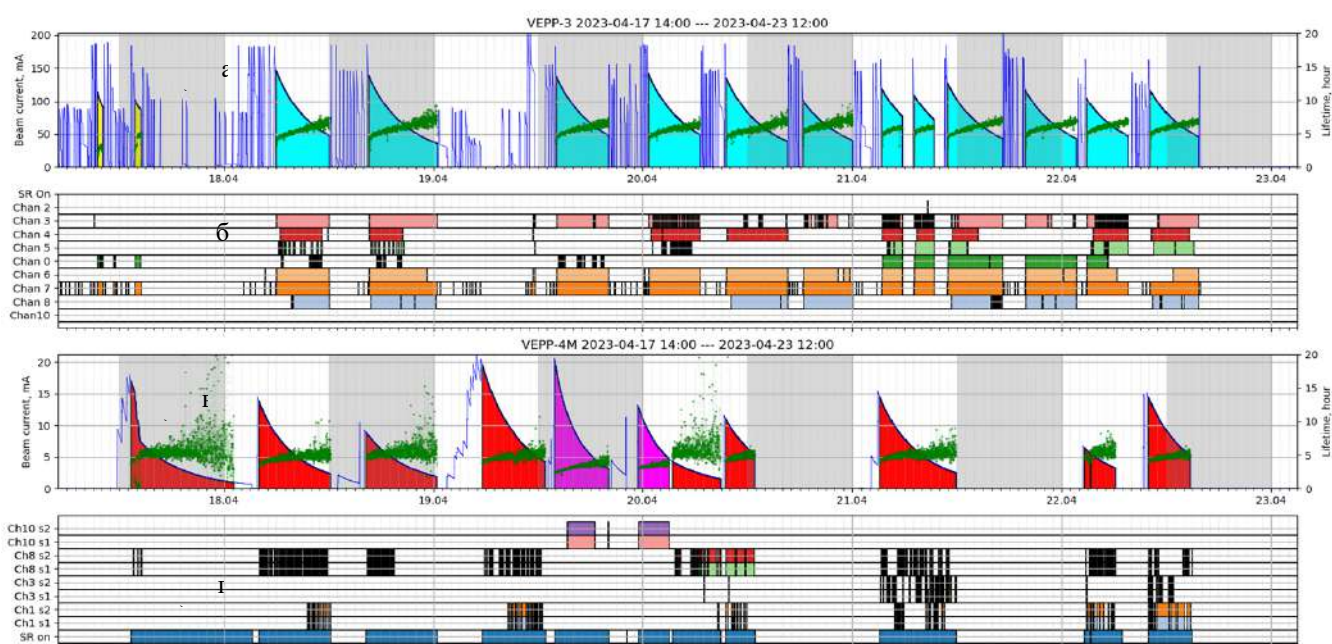 VEPP-3 2023-04-17 14:00 --- 2023-04-23 12:00
200
150
100
50
0
Beam current, mA
20
15
10
5
0
Lifetime, hour
18.04 19.04 20.04 21.04 22.04 23.04
SR On
Chan 2
Chan 3
Chan 4
б
Chan 5
Chan 0
Chan 6
Chan 7
Chan 8
Chan10
VEPP-4M 2023-04-17 14:00 --- 2023-04-23 12:00
20
15
10
5
0
Beam current, mA
20
15
10
5
0
Lifetime, hour
18.04 19.04 20.04 21.04 22.04 23.04
Ch10 s2
Ch10 s1
Ch8 s2
Ch8 s1
Ch3 s2
Ch3 s1
Ch1 s2
Ch1 s1
SR on